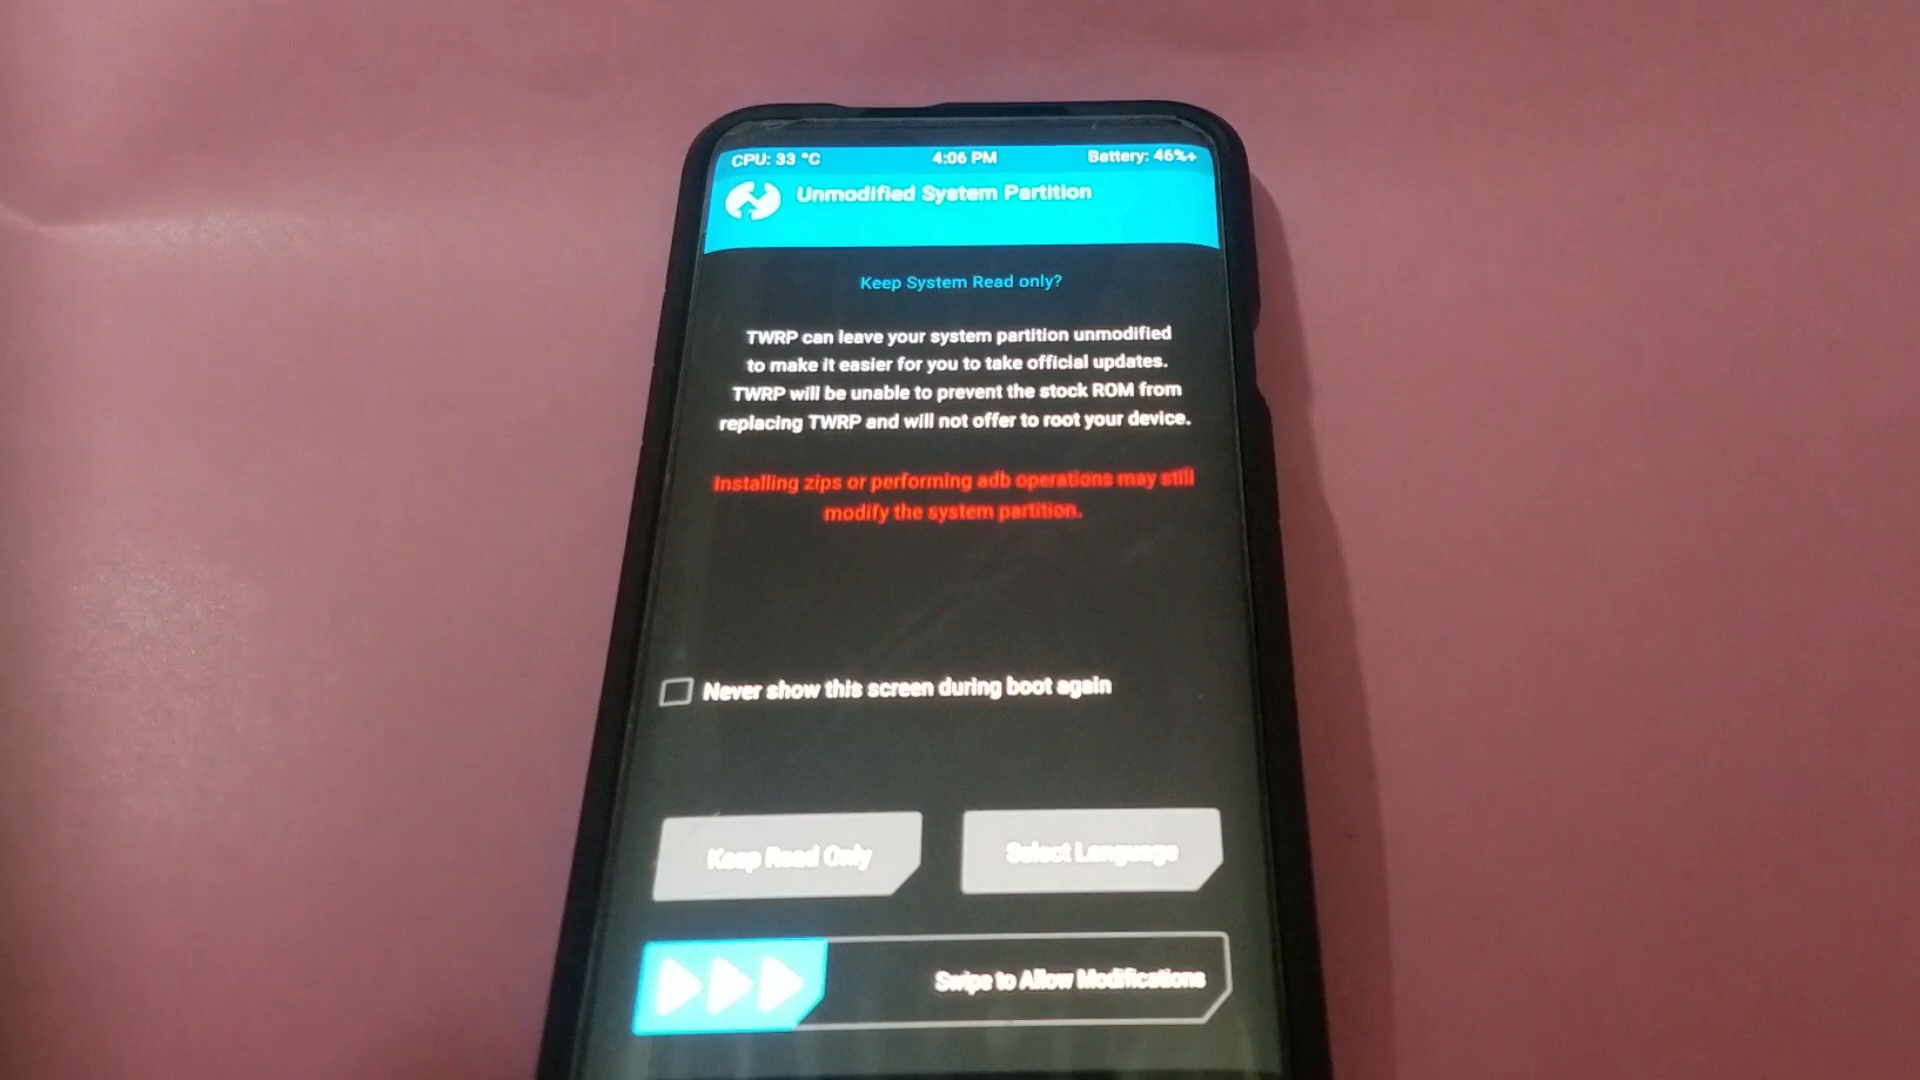 CPU: 33 °C 4:06 PM Battery: 46%+
Unmodified System Partition
Keep System Read only?
TWRP can leave your system partition unmodified
to make it easier for you to take official updates.
TWRP will be unable to prevent the stock ROM from
replacing TWRP and will not offer to root your device.
Installing zips or performing adb operations may still
modify the system partition.
Never show this screen during boot again
Keep Read Only Select Language
Swipe to Allow Modifications